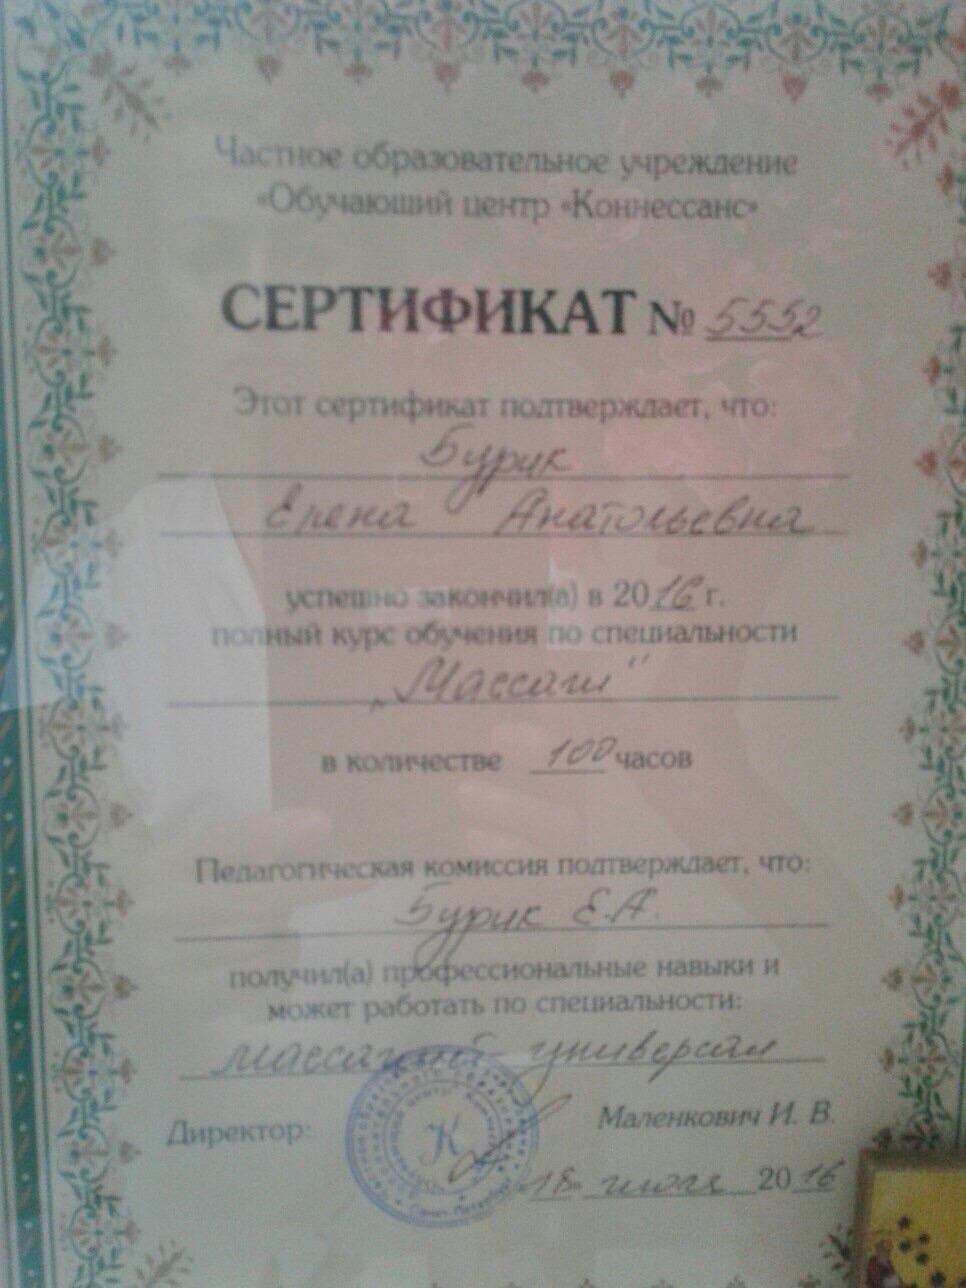 Частное образовательное учреждение
«Обучающий центр «Коннессанс»
СЕРТИФИКАТ № 5552
Этот сертификат подтверждает, что:
Бурик
Елена Анатольевна
успешно закончил(а) в 2016 г.
полный курс обучения по специальности
„Массаж"
в количестве 100 часов
Педагогическая комиссия подтверждает, что:
Бурик Е.А.
получил(а) профессиональные навыки и
может работать по специальности:
массажист-универсал
Директор:
Маленкович И. В.
К
Санкт-Петербург
2016